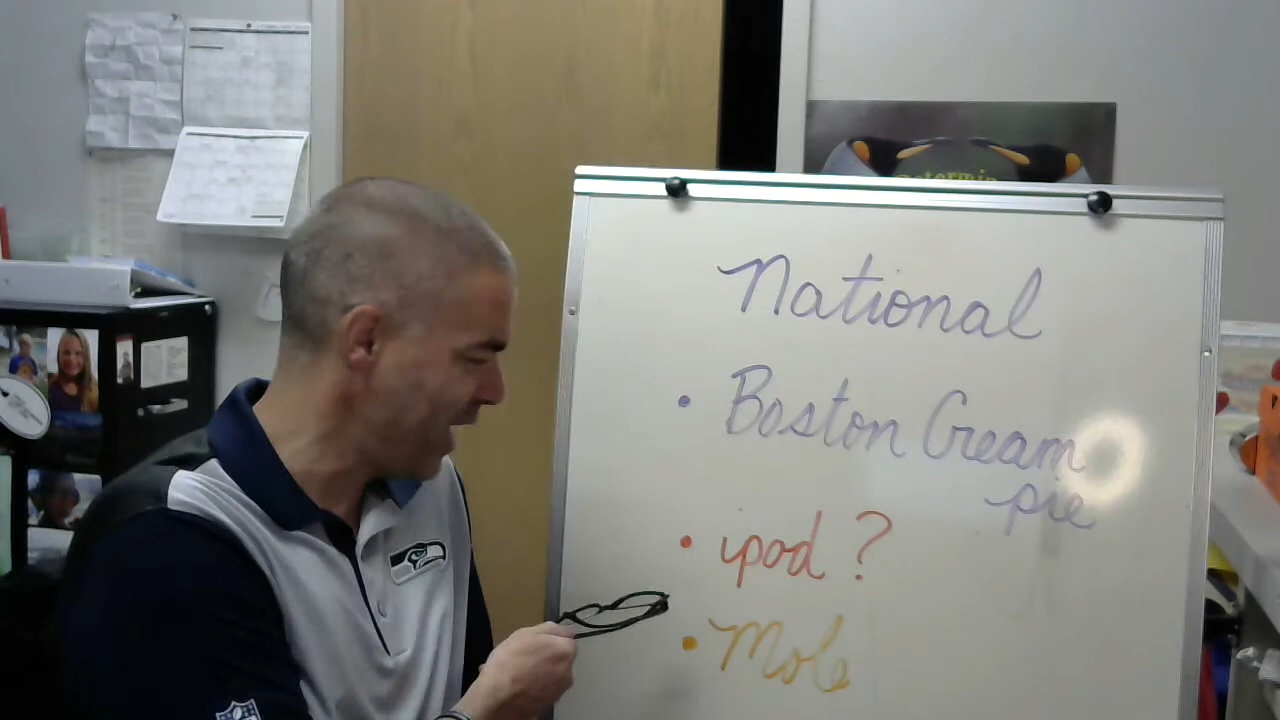 National
• Boston Cream
pie
• ipod ?
• Mole